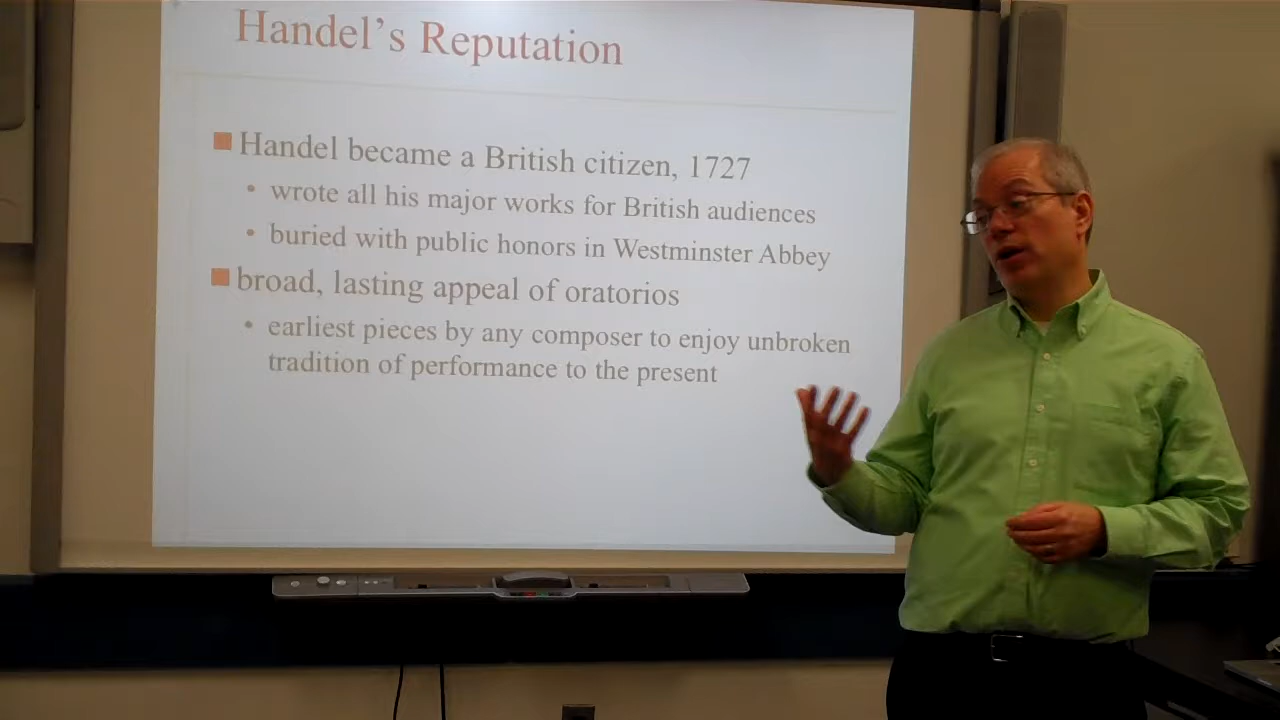 Handel's Reputation
Handel became a British citizen, 1727
• wrote all his major works for British audiences
• buried with public honors in Westminster Abbey
broad, lasting appeal of oratorios
• earliest pieces by any composer to enjoy unbroken
tradition of performance to the present